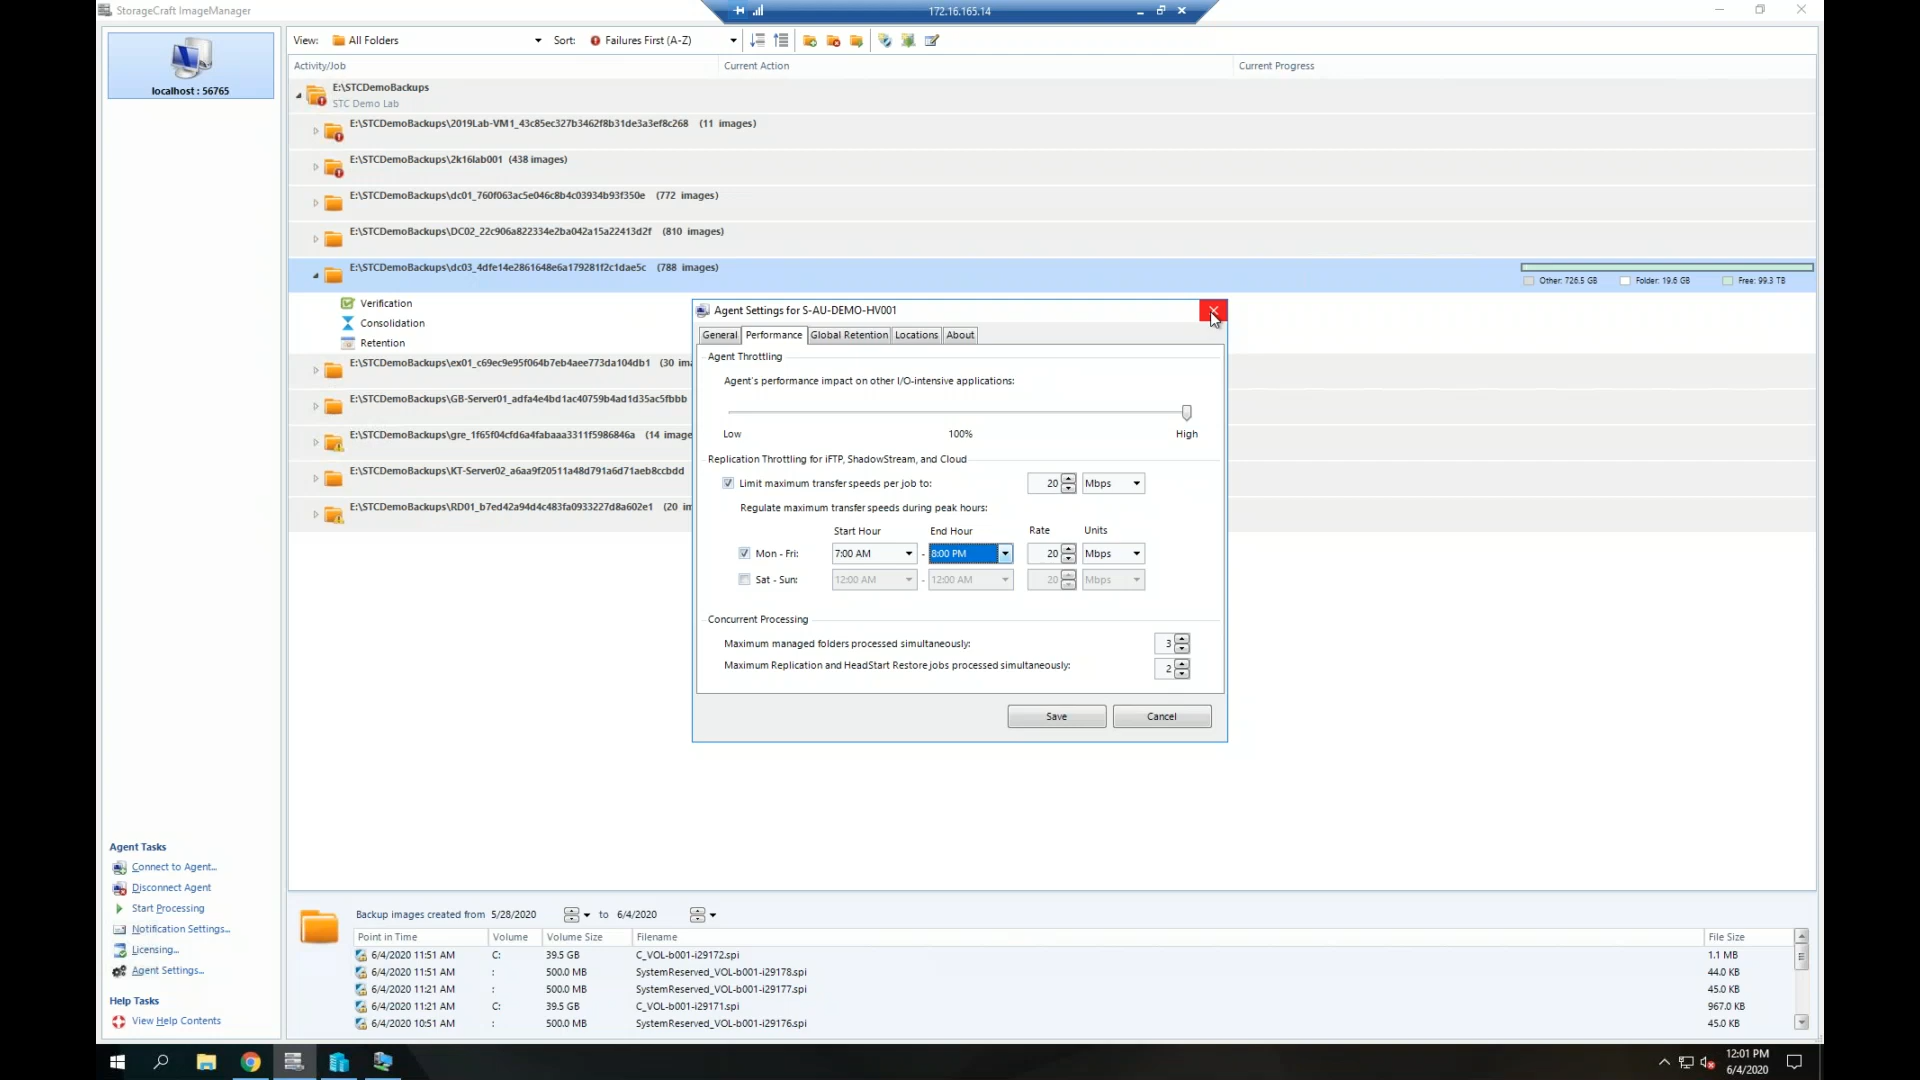 StorageCraft ImageManager
172.16.165.14
localhost : 56765
View: All Folders Sort: Failures First (A-Z)
Activity/Job Current Action Current Progress
E:\STCDemoBackups
STC Demo Lab
E:\STCDemoBackups\2019Lab-VM1_43c85ec327b3462f8b31de3a3ef8c268 (11 images)
E:\STCDemoBackups\2k16lab001 (438 images)
E:\STCDemoBackups\dc01_760f063ac5e046c8b4c03934b93f350e (772 images)
E:\STCDemoBackups\DC02_22c906a822334e2ba042a15a22413d2f (810 images)
E:\STCDemoBackups\dc03_4dfe14e2861648e6a179281f2c1dae5c (788 images)
Other: 726.5 GB Folder: 19.6 GB Free: 99.3 TB
Verification
Consolidation
Retention
E:\STCDemoBackups\ex01_c69ec9e95f064b7eb4aee773da104db1 (30 ima
E:\STCDemoBackups\GB-Server01_adfa4e4bd1ac40759b4ad1d35ac5fbbb
E:\STCDemoBackups\gre_1f65f04cfd6a4fabaaa3311f5986846a (14 image
E:\STCDemoBackups\KT-Server02_a6aa9f20511a48d791a6d71aeb8ccbdd
E:\STCDemoBackups\RD01_b7ed42a94d4c483fa0933227d8a602e1 (20 im
Agent Settings for S-AU-DEMO-HV001
General Performance Global Retention Locations About
Agent Throttling
Agent's performance impact on other I/O-intensive applications:
Low 100% High
Replication Throttling for iFTP, ShadowStream, and Cloud
Limit maximum transfer speeds per job to: 20 Mbps
Regulate maximum transfer speeds during peak hours:
Start Hour End Hour Rate Units
Mon - Fri: 7:00 AM - 8:00 PM 20 Mbps
Sat - Sun: 12:00 AM - 12:00 AM 20 Mbps
Concurrent Processing
Maximum managed folders processed simultaneously: 3
Maximum Replication and HeadStart Restore jobs processed simultaneously: 2
Save Cancel
Agent Tasks
Connect to Agent...
Disconnect Agent
Start Processing
Notification Settings...
Licensing...
Agent Settings...
Help Tasks
View Help Contents
Backup images created from 5/28/2020 to 6/4/2020
Point in Time Volume Volume Size Filename File Size
6/4/2020 11:51 AM C: 39.5 GB C_VOL-b001-i29172.spi 1.1 MB
6/4/2020 11:51 AM : 500.0 MB SystemReserved_VOL-b001-i29178.spi 44.0 KB
6/4/2020 11:21 AM : 500.0 MB SystemReserved_VOL-b001-i29177.spi 45.0 KB
6/4/2020 11:21 AM C: 39.5 GB C_VOL-b001-i29171.spi 967.0 KB
6/4/2020 10:51 AM : 500.0 MB SystemReserved_VOL-b001-i29176.spi 45.0 KB
12:01 PM
6/4/2020